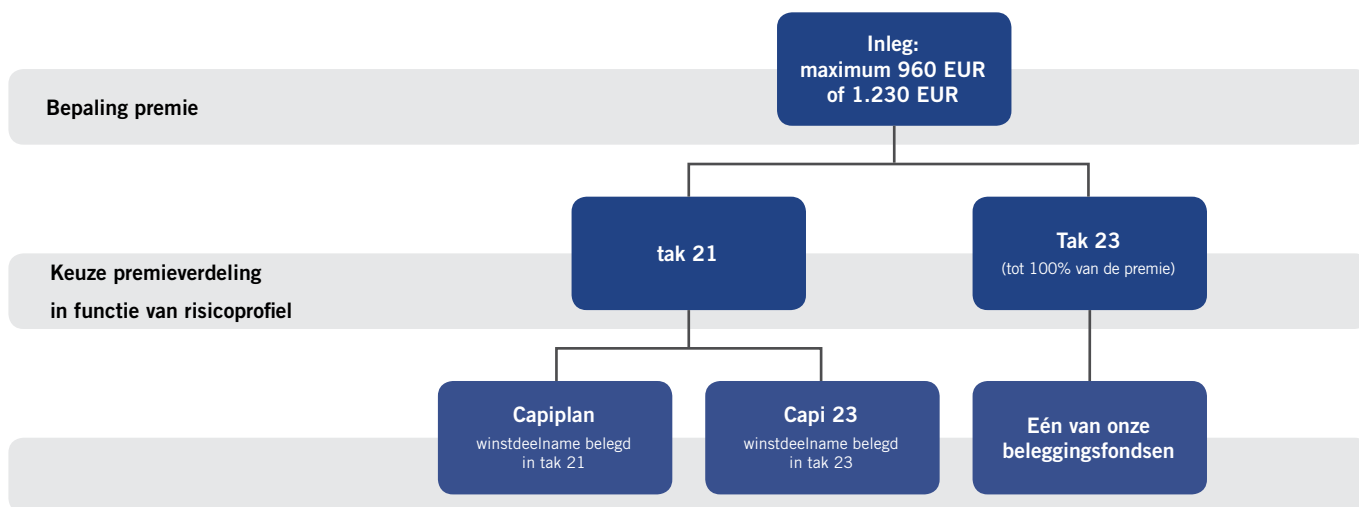 Inleg:
maximum 960 EUR
of 1.230 EUR
Bepaling premie
tak 21
Tak 23
(tot 100% van de premie)
Keuze premieverdeling
in functie van risicoprofiel
Capiplan
winstdeelname belegd
in tak 21
Capi 23
winstdeelname belegd
in tak 23
Eén van onze
beleggingsfondsen